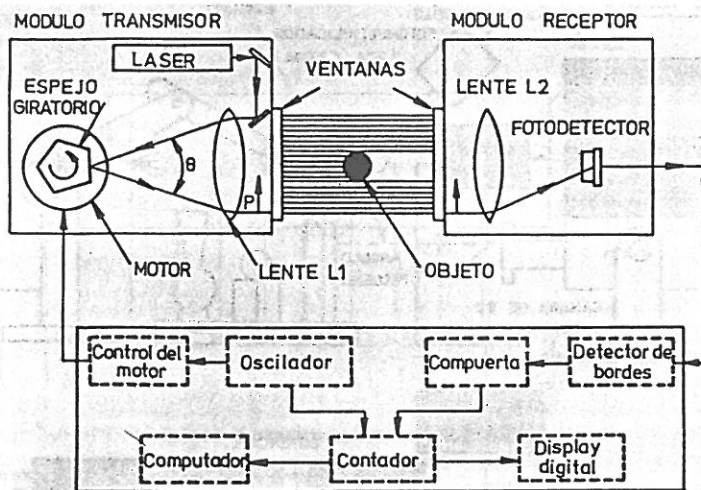 MODULO TRANSMISOR
MODULO RECEPTOR
LASER
ESPEJO
GIRATORIO
VENTANAS
LENTE L2
FOTODETECTOR
θ
P
MOTOR
LENTE L1
OBJETO
Control del
motor
Oscilador
Compuerta
Detector de
bordes
Computador
Contador
Display
digital